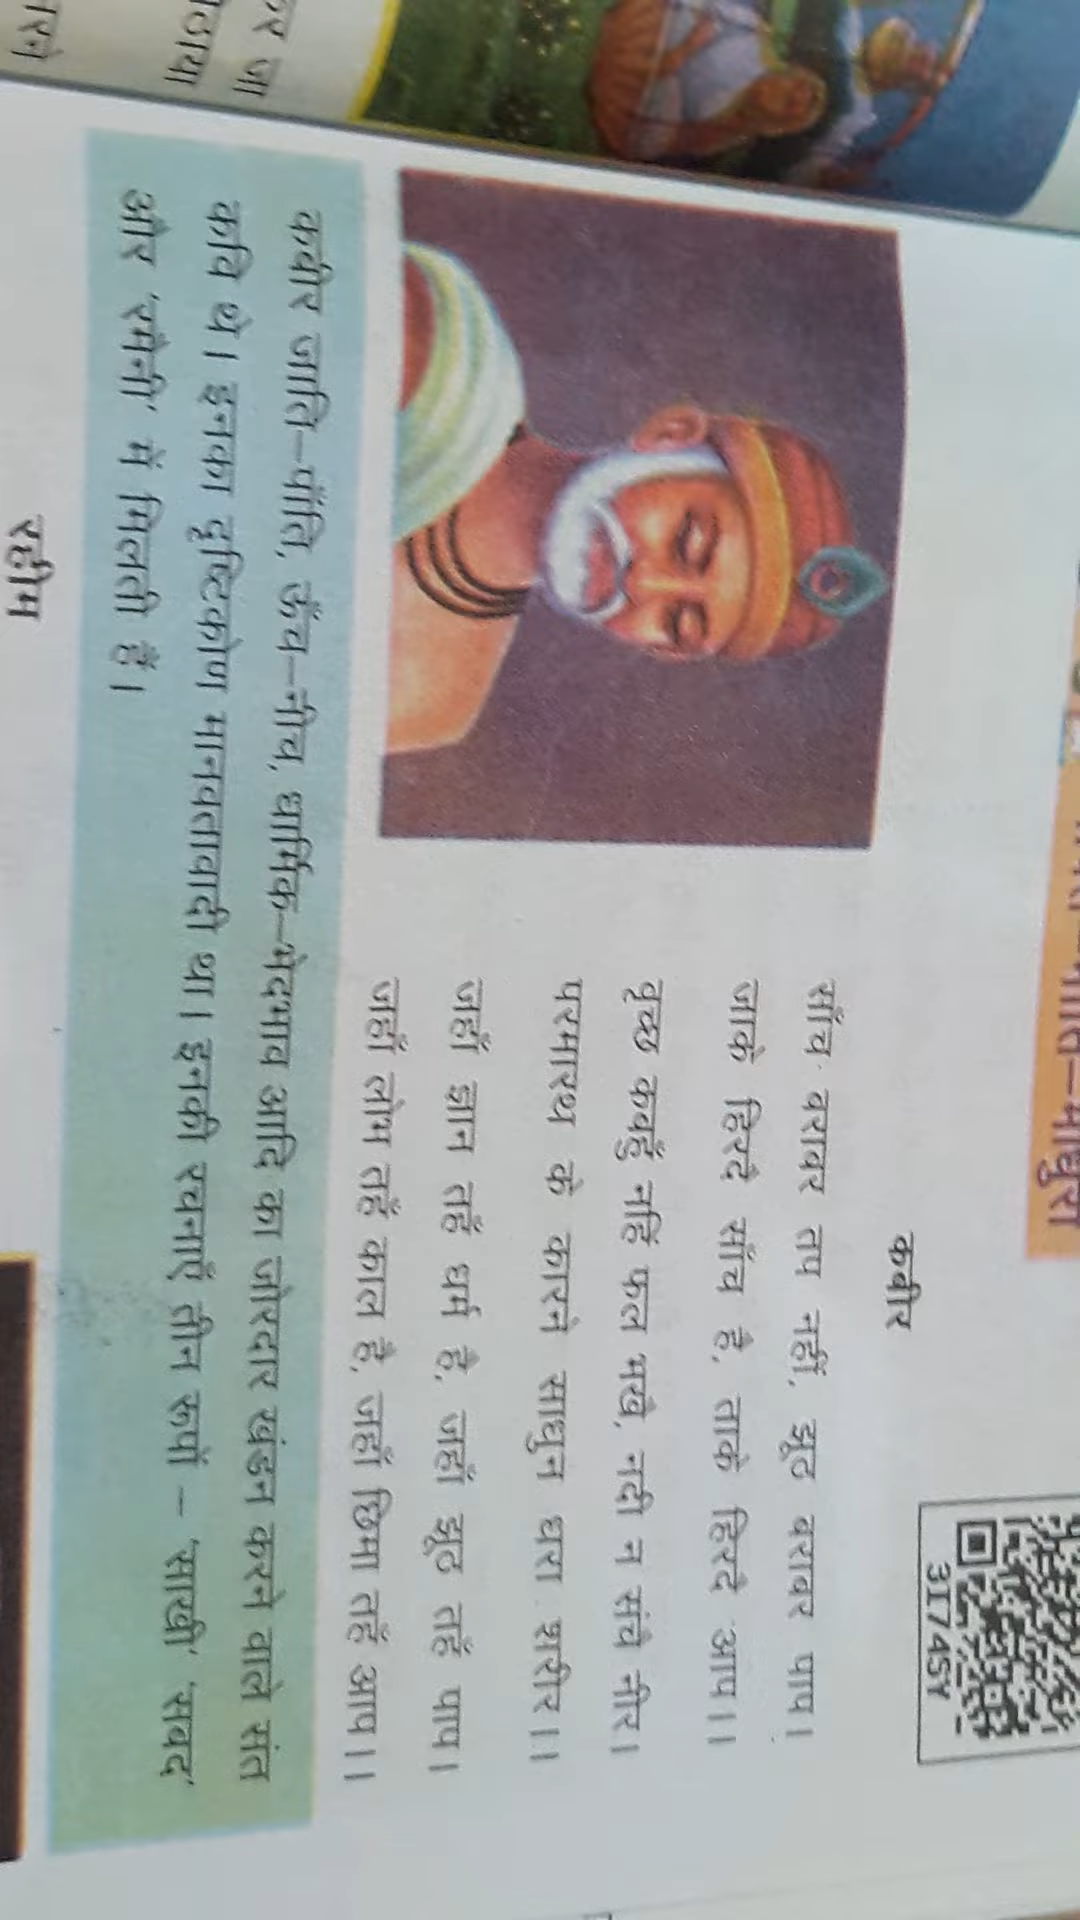 कबीर
3I74SY
साँच बराबर तप नहीं, झूठ बराबर पाप।
जाके हिरदे साँच है, ताके हिरदे आप।।
वृच्छ कबहुँ नहिं फल भखे, नदी न संचै नीर।
परमारथ के कारने साधुन धरा शरीर।।
जहाँ ज्ञान तहँ धर्म है, जहाँ झूठ तहँ पाप।
जहाँ लोभ तहँ काल है, जहाँ छिमा तहँ आप।।
कबीर जाति–पाँति, ऊँच–नीच, धार्मिक–भेदभाव आदि का जोरदार खंडन करने वाले संत
कवि थे। इनका दृष्टिकोण मानवतावादी था। इनकी रचनाएँ तीन रूपों – 'साखी' 'सबद'
और 'रमैनी' में मिलती हैं।
रहीम